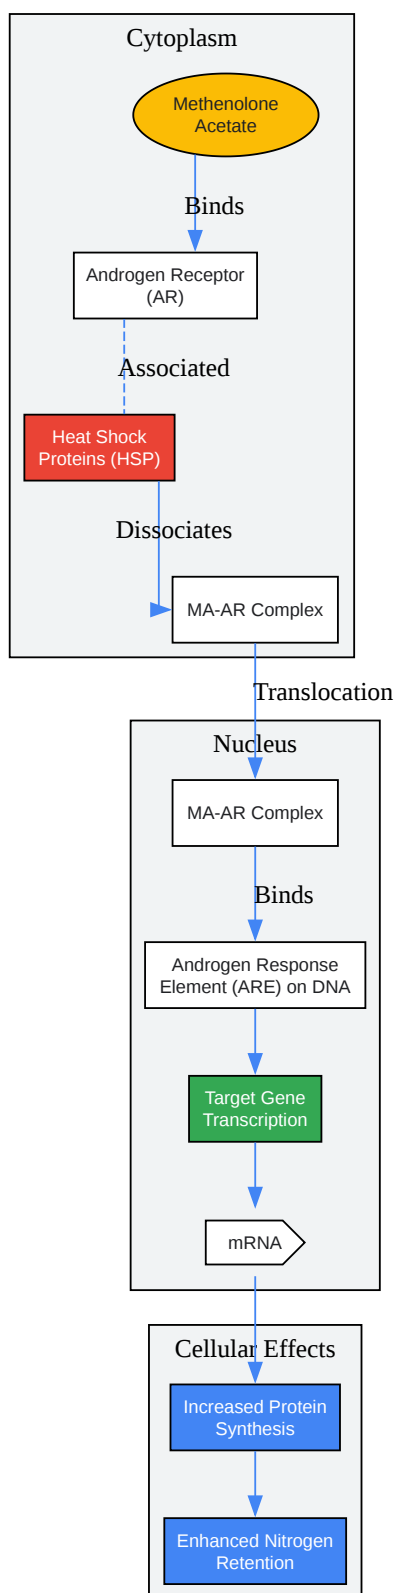 Cytoplasm
Methenolone
Acetate
Binds
Androgen Receptor
(AR)
Associated
Heat Shock
Proteins (HSP)
Dissociates
MA-AR Complex
Translocation
Nucleus
MA-AR Complex
Binds
Androgen Response
Element (ARE) on DNA
Target Gene
Transcription
mRNA
Cellular Effects
Increased Protein
Synthesis
Enhanced Nitrogen
Retention